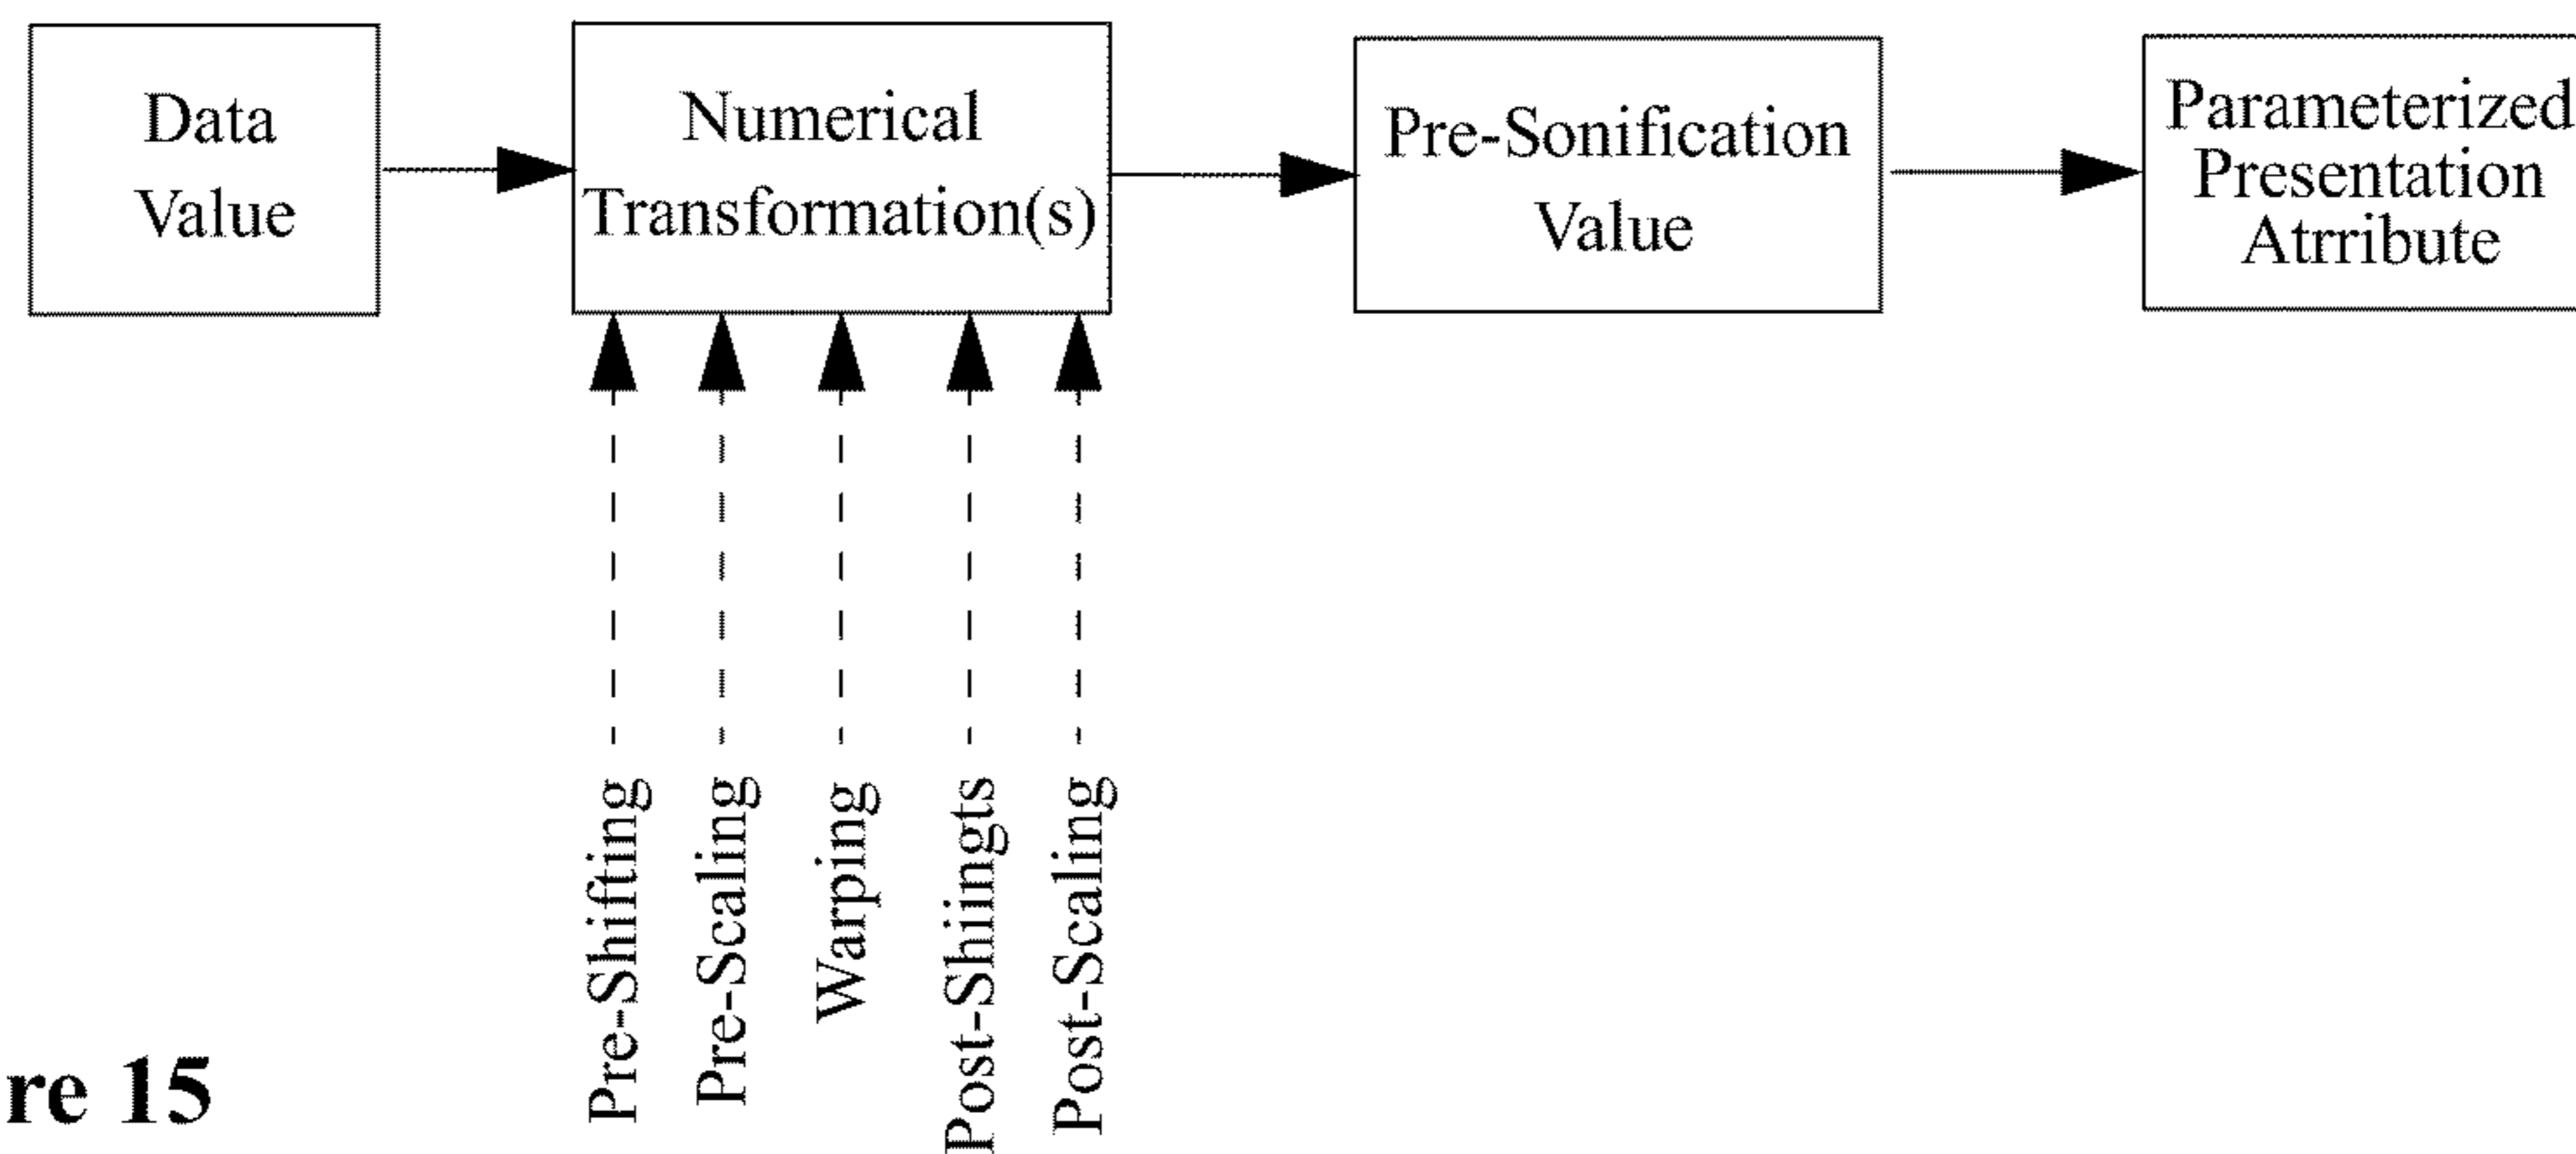 Data
Value
Numerical
Transformation(s)
Pre-Sonification
Value
Parameterized
Presentation
Atrribute
Pre-Shifting
Pre-Scaling
Warping
Post-Shiingts
Post-Scaling
re 15